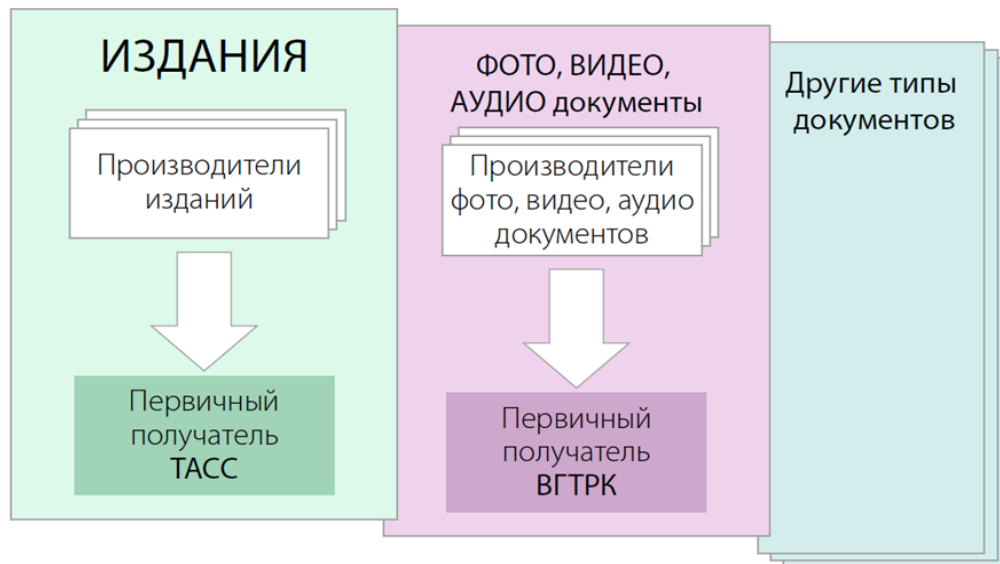 ИЗДАНИЯ
Производители
изданий
Первичный
получатель
ТАСС
ФОТО, ВИДЕО,
АУДИО документы
Производители
фото, видео, аудио
документов
Первичный
получатель
ВГТРК
Другие типы
документов